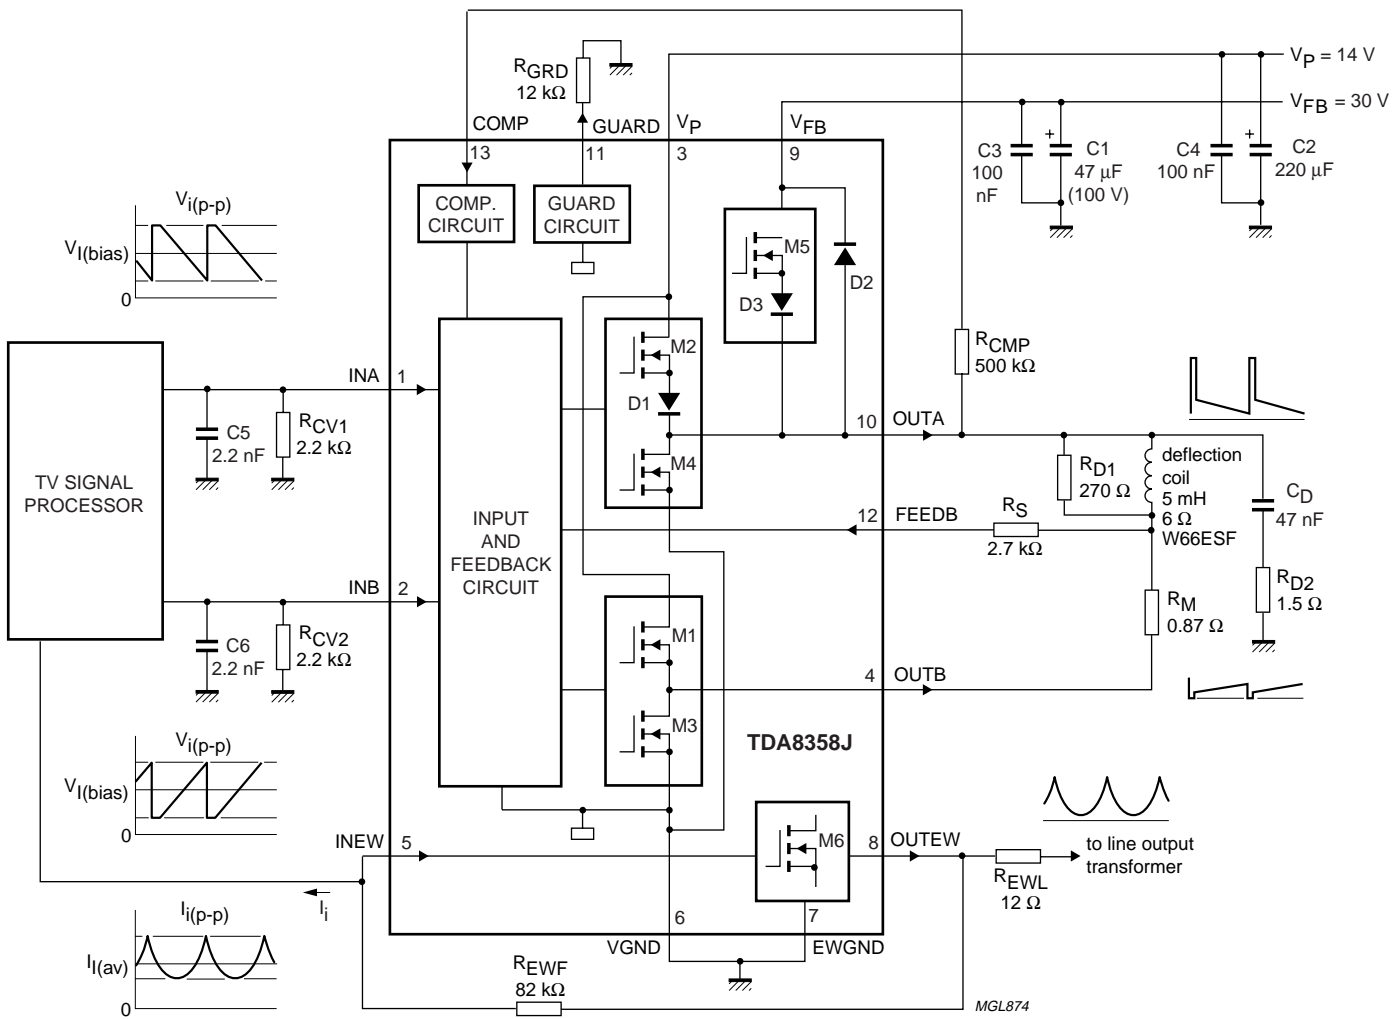 VP = 14 V
RGRD
12 kΩ
VFB = 30 V
COMP
GUARD
VP
VFB
13
11
3
9
C3
100
nF
+
C1
47 µF
(100 V)
C4
100 nF
+
C2
220 µF
COMP.
CIRCUIT
GUARD
CIRCUIT
Vi(p-p)
VI(bias)
0
M5
D3
D2
M2
D1
M4
RCMP
500 kΩ
TV SIGNAL
PROCESSOR
INA
1
C5
2.2 nF
RCV1
2.2 kΩ
10
OUTA
RD1
270 Ω
deflection
coil
5 mH
6 Ω
W66ESF
CD
47 nF
INPUT
AND
FEEDBACK
CIRCUIT
12
FEEDB
RS
2.7 kΩ
INB
2
C6
2.2 nF
RCV2
2.2 kΩ
RM
0.87 Ω
RD2
1.5 Ω
M1
M3
4
OUTB
TDA8358J
Vi(p-p)
VI(bias)
0
INEW
5
M6
8
OUTEW
REWL
12 Ω
to line output
transformer
Ii
Ii(p-p)
II(av)
0
6
7
VGND
EWGND
REWF
82 kΩ
MGL874